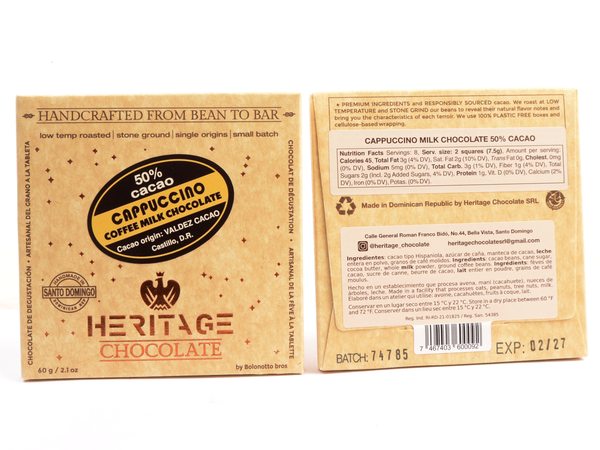 HANDCRAFTED FROM BEAN TO BAR
low temp roasted | stone ground | single origins | small batch
50%
cacao
CAPPUCCINO
COFFEE MILK CHOCOLATE
Cacao origin: VALDEZ CACAO
Castillo, D.R.
CHOCOLATE DE DEGUSTACIÓN • ARTESANAL DEL GRANO A LA TABLETA
CHOCOLAT DE DÉGUSTATION • ARTISANAL DE LA FÈVE À LA TABLETTE
HANDMADE IN
SANTO DOMINGO
HERITAGE
CHOCOLATE
60 g / 2.1 oz
by Bolonotto bros
★ PREMIUM INGREDIENTS and RESPONSIBLY SOURCED cacao. We roast at LOW
TEMPERATURE and STONE GRIND our beans to reveal their natural flavor notes and
bring you the characteristics of each terroir. We use 100% PLASTIC FREE boxes and
cellulose-based wrapping.
CAPPUCCINO MILK CHOCOLATE 50% CACAO
Nutrition Facts Servings: 8, Serv. size: 2 squares (7.5g), Amount per serving:
Calories 45, Total Fat 3g (4% DV), Sat. Fat 2g (10% DV), Trans Fat 0g, Cholest. 0mg
(0% DV), Sodium 5mg (0% DV), Total Carb. 3g (1% DV), Fiber 1g (4% DV), Total
Sugars 2g (Incl. 2g Added Sugars, 4% DV), Protein 1g, Vit. D (0% DV), Calcium (2%
DV), Iron (0% DV), Potas. (0% DV).
Made in Dominican Republic by Heritage Chocolate SRL
Calle General Roman Franco Bido, No.44, Bella Vista, Santo Domingo
@heritage_chocolate heritagechocolatesrl@gmail.com
Ingredientes: cacao tipo Hispaniola, azúcar de caña, manteca de cacao, leche
entera en polvo, granos de café molidos. Ingredients: cacao beans, cane sugar,
cocoa butter, whole milk powder, ground coffee beans. Ingrédients: fèves de
cacao, sucre de canne, beurre de cacao, lait entier en poudre, grains de café
moulus.
Hecho en un establecimiento que procesa avena, maní (cacahuete), nueces de
árbol, leche. Made in a facility that processes oats, peanuts, tree nuts, milk.
Élaboré dans un atelier qui utilise; avoine, cacahuètes, fruits à coque, lait.
Conservar en un lugar seco entre 15 °C y 22 °C. Store in a dry place between 60 °F
and 72 °F. Conserver dans un lieu sec entre 15 °C y 22 °C.
7 467403 600092
BATCH: 74785
EXP: 02/27